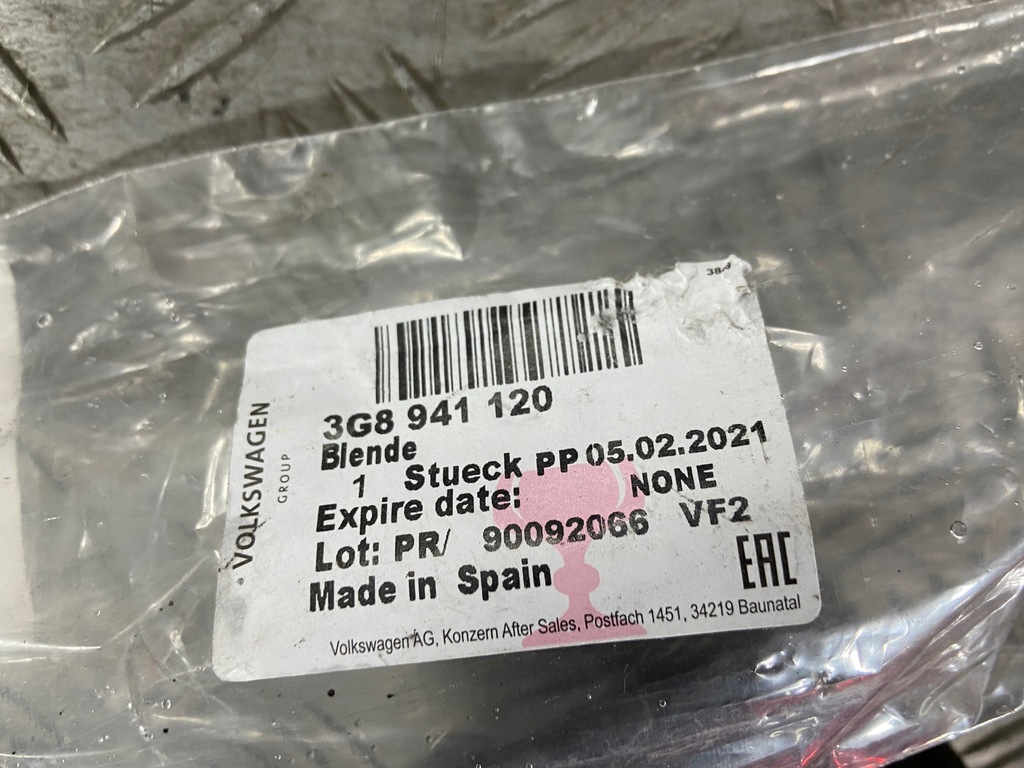 3G8 941 120
Blende
1 Stueck PP 05.02.2021
Expire date: NONE
Lot: PR/ 90092066 VF2
Made in Spain
EAC
Volkswagen AG, Konzern After Sales, Postfach 1451, 34219 Baunatal
VOLKSWAGEN
GROUP